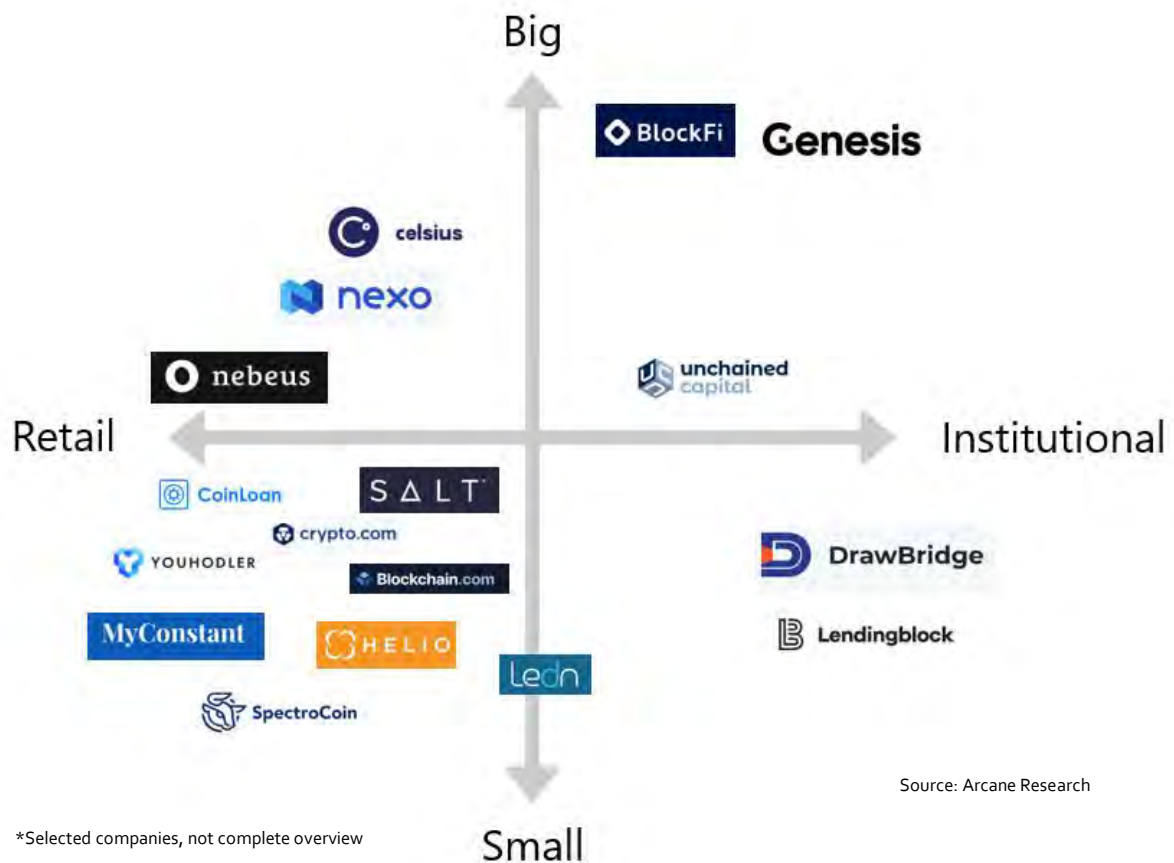 Big
BlockFi
Genesis
celsius
nexo
nebeus
unchained
capital
Retail
Institutional
CoinLoan
SALT
crypto.com
YOUHODLER
Blockchain.com
DrawBridge
MyConstant
HELIO
Lendingblock
Ledn
SpectroCoin
Source: Arcane Research
*Selected companies, not complete overview
Small